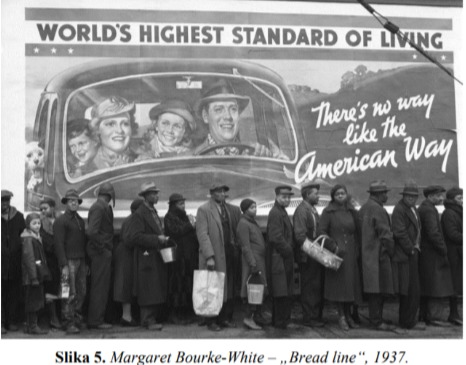 WORLD'S HIGHEST STANDARD OF LIVING
There's no way
like the
American Way
Slika 5. Margaret Bourke-White – „Bread line“, 1937.